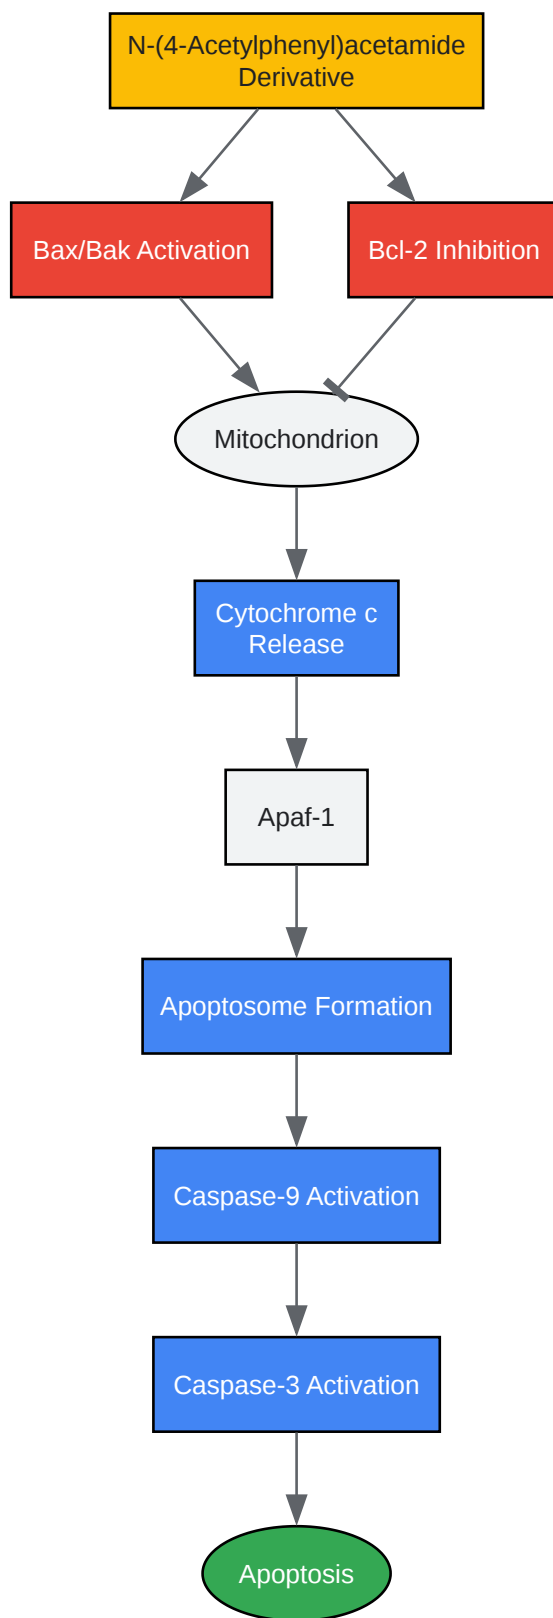 N-(4-Acetylphenyl)acetamide
Derivative
Bax/Bak Activation
Bcl-2 Inhibition
Mitochondrion
Cytochrome c
Release
Apaf-1
Apoptosome Formation
Caspase-9 Activation
Caspase-3 Activation
Apoptosis